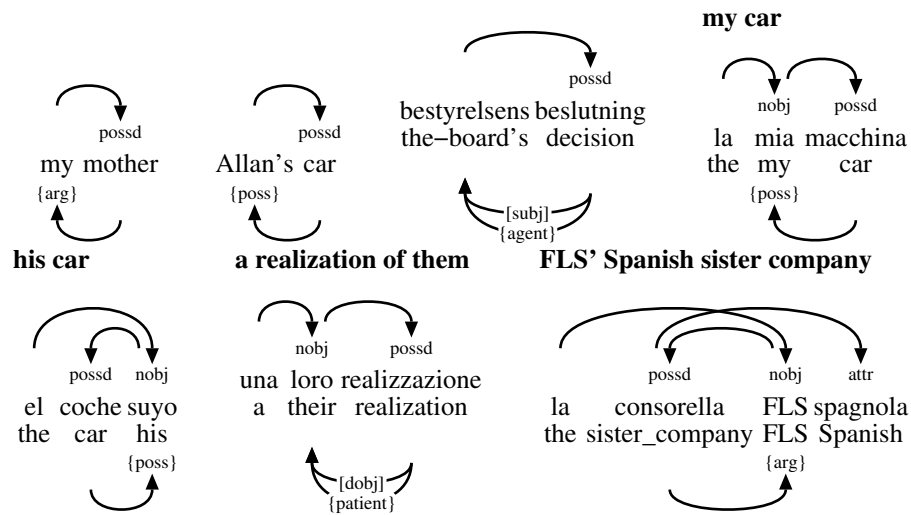 my car
possd
possd
possd
nobj possd
my mother
Allan's car
bestyrelsens beslutning
the–board's decision
la mia macchina
the my car
{arg}
{poss}
[subj]
{agent}
{poss}
his car
a realization of them
FLS' Spanish sister company
possd nobj
nobj possd
possd nobj attr
el coche suyo
the car his
una loro realizzazione
a their realization
la consorella FLS spagnola
the sister_company FLS Spanish
{poss}
[dobj]
{patient}
{arg}